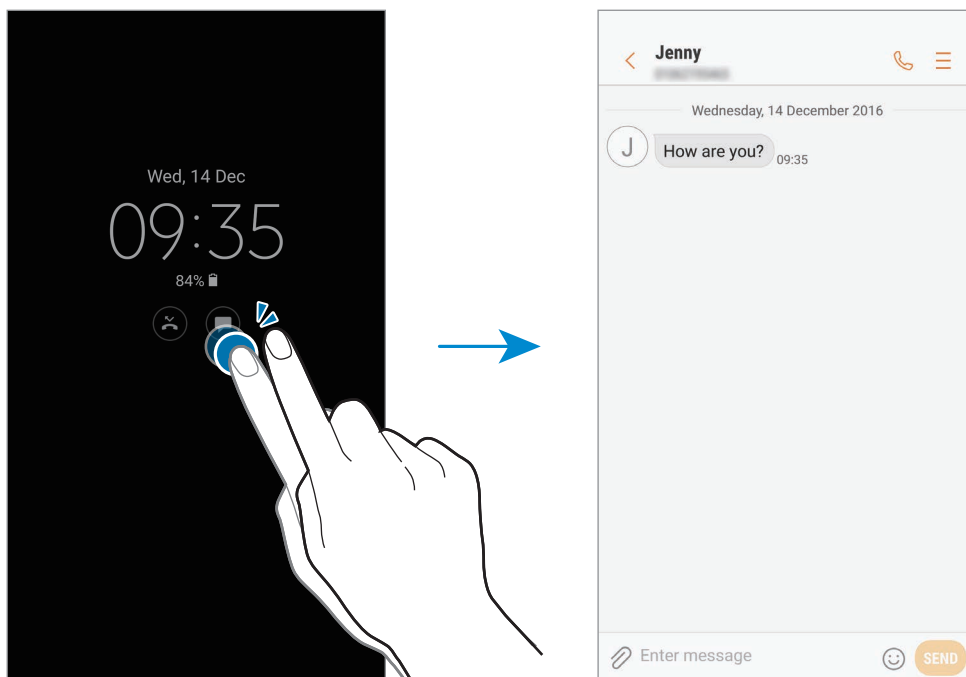 Wed, 14 Dec
09:35
84%
Jenny
Wednesday, 14 December 2016
J
How are you?
09:35
Enter message
SEND